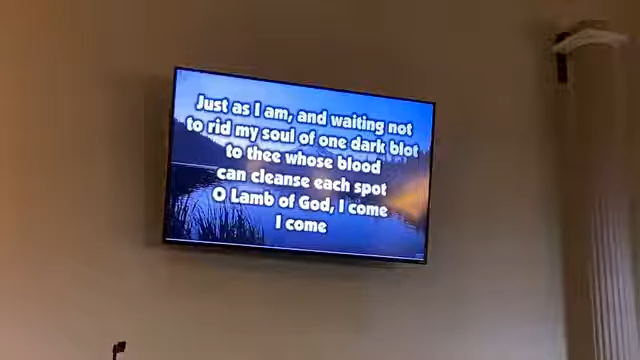 Just as I am, and waiting not
to rid my soul of one dark blot
to thee whose blood
can cleanse each spot
O Lamb of God, I come
I come